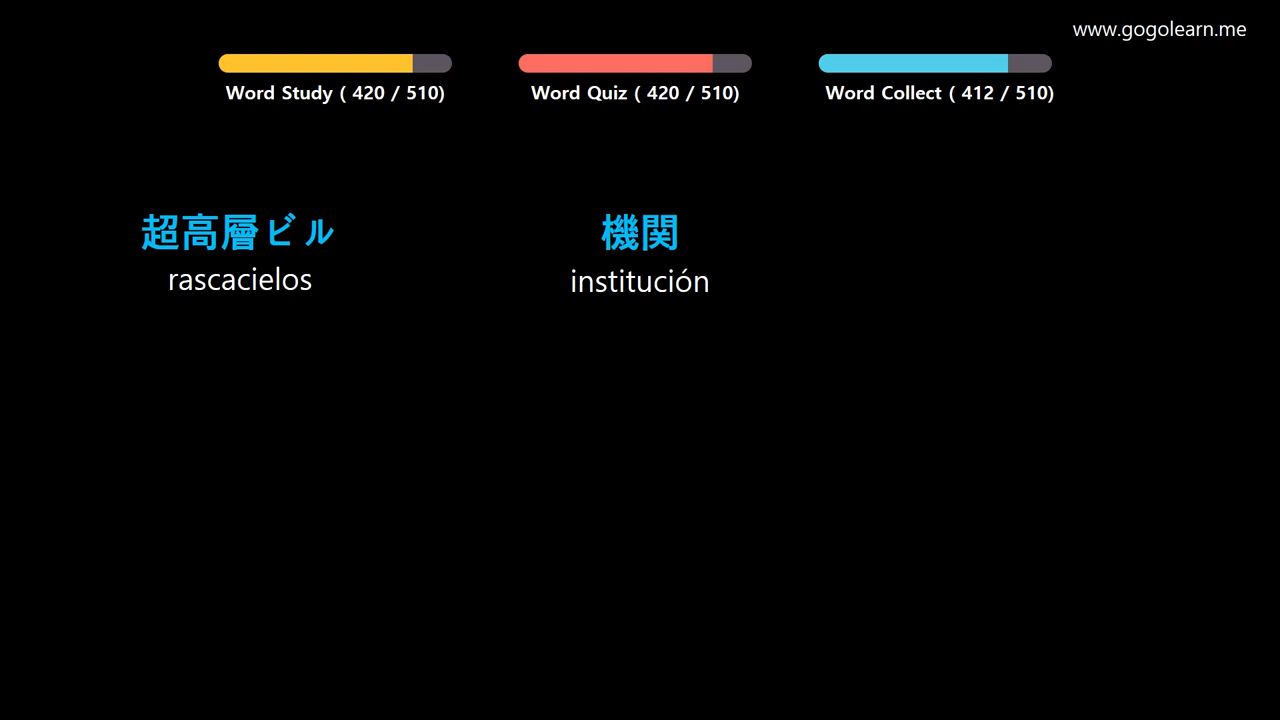 www.gogolearn.me
Word Study ( 420 / 510)
Word Quiz ( 420 / 510)
Word Collect ( 412 / 510)
超高層ビル
rascacielos
機関
institución